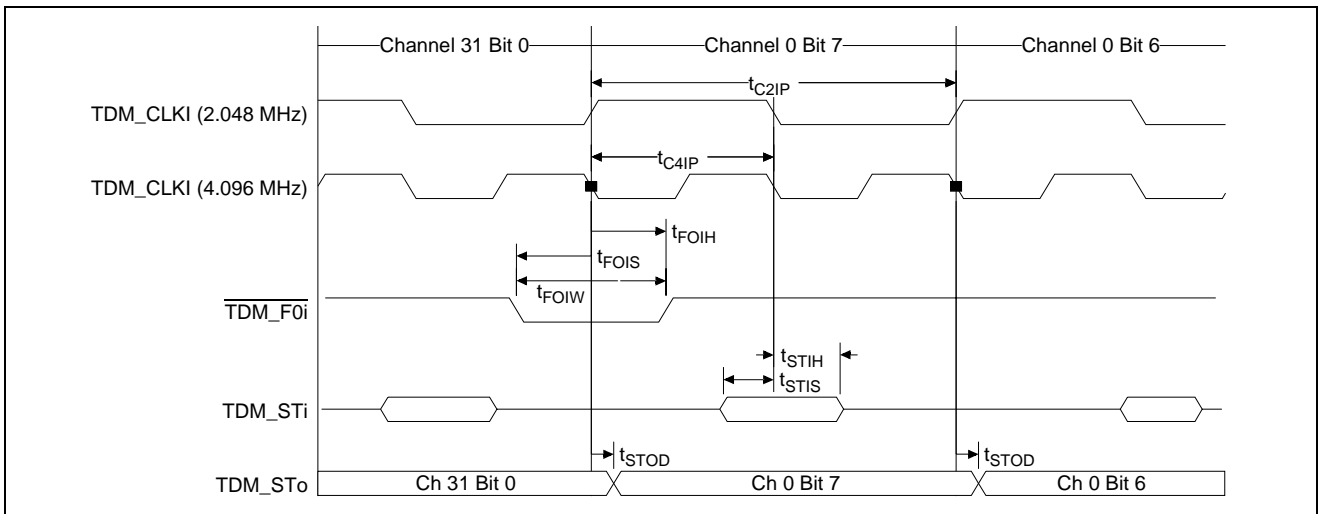 Channel 31 Bit 0 Channel 0 Bit 7 Channel 0 Bit 6
tC2IP
TDM_CLKI (2.048 MHz)
tC4IP
TDM_CLKI (4.096 MHz)
tFOIH
tFOIS
tFOIW
TDM_F0i
tSTIH
tSTIS
TDM_STi
tSTOD tSTOD
TDM_STo Ch 31 Bit 0 Ch 0 Bit 7 Ch 0 Bit 6